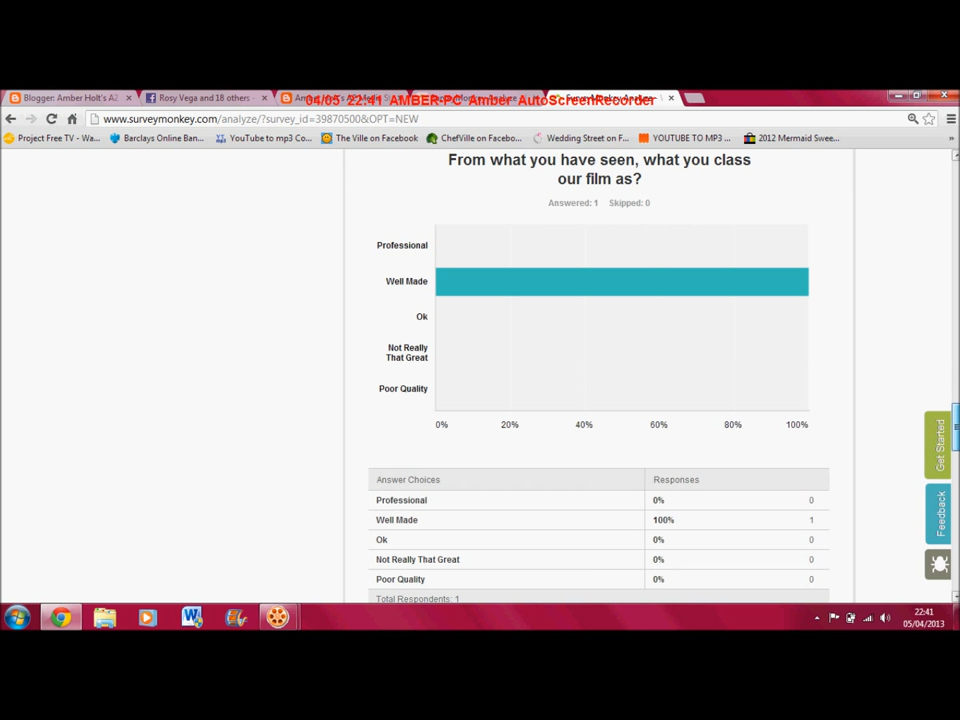 04/05 22:41 AMBER-PC Amber AutoScreenRecorder
Blogger: Amber Holt's A2
Rosy Vega and 18 others
www.surveymonkey.com/analyze/?survey_id=39870500&OPT=NEW
Project Free TV - Wa... Barclays Online Ban... YouTube to mp3 Co... The Ville on Facebook ChefVille on Facebo... Wedding Street on F... YOUTUBE TO MP3 ... 2012 Mermaid Swee... »
From what you have seen, what you class
our film as?
Answered: 1 Skipped: 0
Professional
Well Made
Ok
Not Really
That Great
Poor Quality
0% 20% 40% 60% 80% 100%
Get Started
Feedback
Answer Choices Responses
Professional 0% 0
Well Made 100% 1
Ok 0% 0
Not Really That Great 0% 0
Poor Quality 0% 0
Total Respondents: 1
22:41
05/04/2013